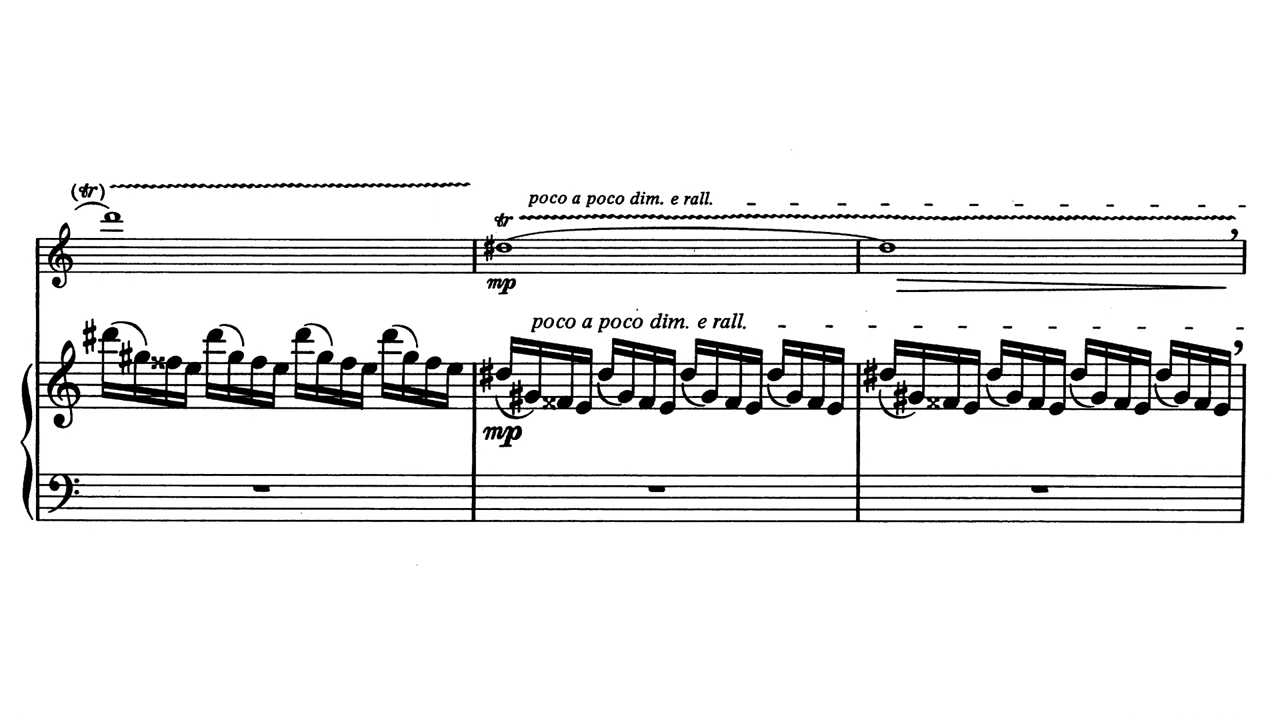 (tr)
poco a poco dim. e rall.
tr
mp
poco a poco dim. e rall.
mp